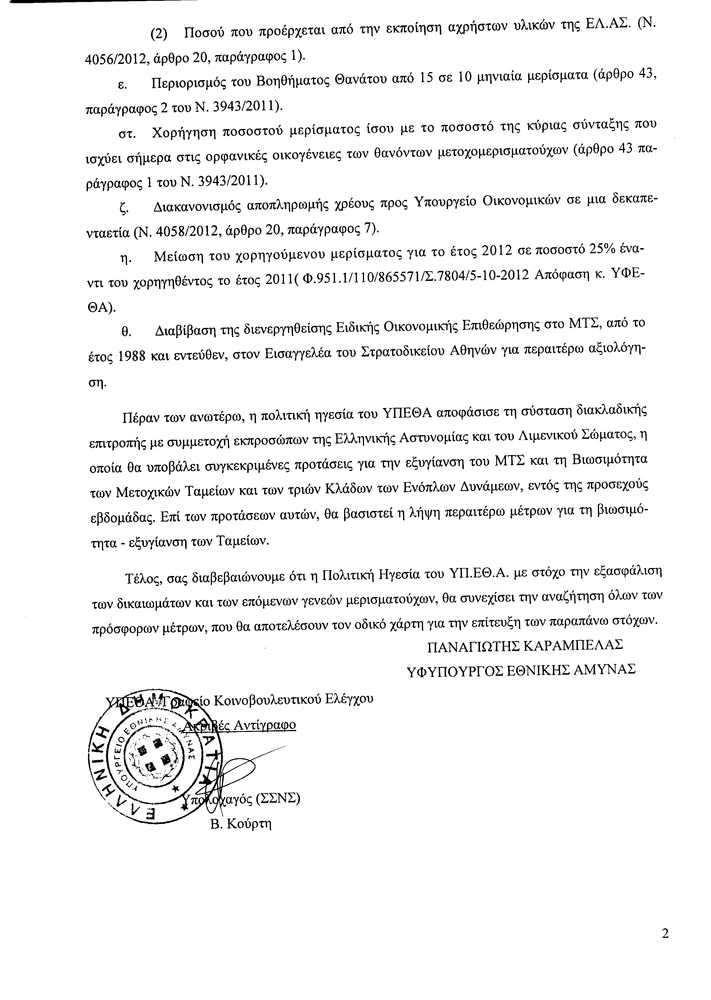 (2) Ποσού που προέρχεται από την εκποίηση αχρήστων υλικών της ΕΛ.ΑΣ. (Ν.
4056/2012, άρθρο 20, παράγραφος 1).
ε. Περιορισμός του Βοηθήματος Θανάτου από 15 σε 10 μηνιαία μερίσματα (άρθρο 43,
παράγραφος 2 του Ν. 3943/2011).
στ. Χορήγηση ποσοστού μερίσματος ίσου με το ποσοστό της κύριας σύνταξης που
ισχύει σήμερα στις ορφανικές οικογένειες των θανόντων μετοχομερισματούχων (άρθρο 43 πα-
ράγραφος 1 του Ν. 3943/2011).
ζ. Διακανονισμός αποπληρωμής χρέους προς Υπουργείο Οικονομικών σε μια δεκαπε-
νταετία (Ν. 4058/2012, άρθρο 20, παράγραφος 7).
η. Μείωση του χορηγούμενου μερίσματος για το έτος 2012 σε ποσοστό 25% ένα-
ντι του χορηγηθέντος το έτος 2011( Φ.951.1/110/865571/Σ.7804/5-10-2012 Απόφαση κ. ΥΦΕ-
ΘΑ).
θ. Διαβίβαση της διενεργηθείσης Ειδικής Οικονομικής Επιθεώρησης στο ΜΤΣ, από το
έτος 1988 και εντεύθεν, στον Εισαγγελέα του Στρατοδικείου Αθηνών για περαιτέρω αξιολόγη-
ση.
Πέραν των ανωτέρω, η πολιτική ηγεσία του ΥΠΕΘΑ αποφάσισε τη σύσταση διακλαδικής
επιτροπής με συμμετοχή εκπροσώπων της Ελληνικής Αστυνομίας και του Λιμενικού Σώματος, η
οποία θα υποβάλει συγκεκριμένες προτάσεις για την εξυγίανση του ΜΤΣ και τη Βιωσιμότητα
των Μετοχικών Ταμείων και των τριών Κλάδων των Ενόπλων Δυνάμεων, εντός της προσεχούς
εβδομάδας. Επί των προτάσεων αυτών, θα βασιστεί η λήψη περαιτέρω μέτρων για τη βιωσιμό-
τητα - εξυγίανση των Ταμείων.
Τέλος, σας διαβεβαιώνουμε ότι η Πολιτική Ηγεσία του ΥΠ.ΕΘ.Α. με στόχο την εξασφάλιση
των δικαιωμάτων και των επόμενων γενεών μερισματούχων, θα συνεχίσει την αναζήτηση όλων των
πρόσφορων μέτρων, που θα αποτελέσουν τον οδικό χάρτη για την επίτευξη των παραπάνω στόχων.
ΠΑΝΑΓΙΩΤΗΣ ΚΑΡΑΜΠΕΛΑΣ
ΥΦΥΠΟΥΡΓΟΣ ΕΘΝΙΚΗΣ ΑΜΥΝΑΣ
ΥΠΕΘΑ/Γραφείο Κοινοβουλευτικού Ελέγχου
Ακριβές Αντίγραφο
ΕΛΛΗΝΙΚΗ ΔΗΜΟΚΡΑΤΙΑ
ΥΠΟΥΡΓΕΙΟ ΕΘΝΙΚΗΣ ΑΜΥΝΑΣ
Υπολοχαγός (ΣΣΝΣ)
Β. Κούρτη
2